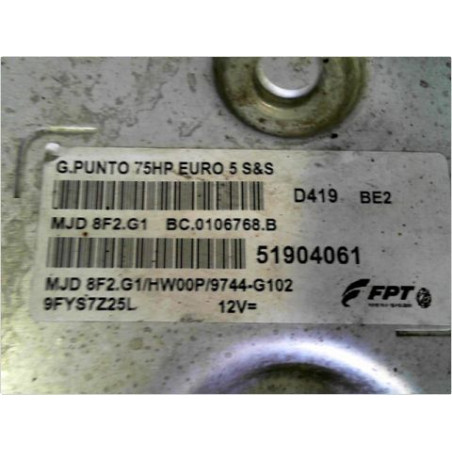 G.PUNTO 75HP EURO 5 S&S
D419 BE2
MJD 8F2.G1 BC.0106768.B
51904061
MJD 8F2.G1/HW00P/9744-G102
9FYS7Z25L 12V=
FPT